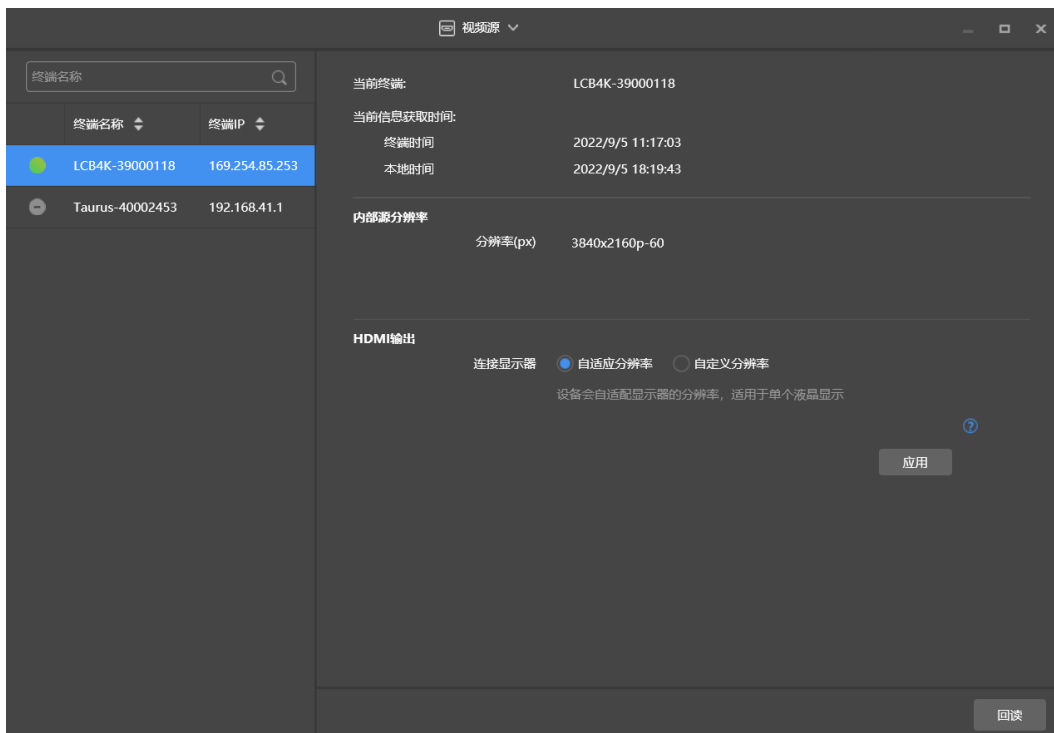 视频源
终端名称
终端名称 终端IP
LCB4K-39000118 169.254.85.253
Taurus-40002453 192.168.41.1
当前终端: LCB4K-39000118
当前信息获取时间:
终端时间 2022/9/5 11:17:03
本地时间 2022/9/5 18:19:43
内部源分辨率
分辨率(px) 3840x2160p-60
HDMI输出
连接显示器 自适应分辨率 自定义分辨率
设备会自适配显示器的分辨率，适用于单个液晶显示
?
应用
回读